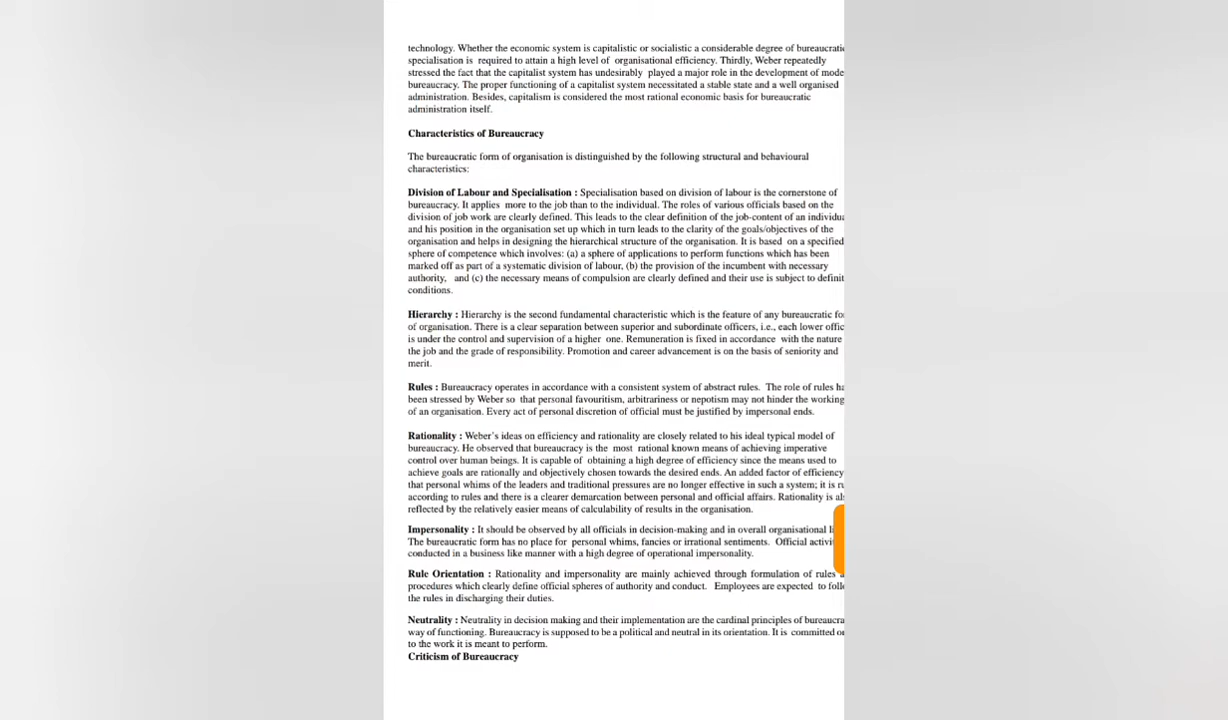 technology. Whether the economic system is capitalistic or socialistic a considerable degree of bureaucratic
specialisation is required to attain a high level of organisational efficiency. Thirdly, Weber repeatedly
stressed the fact that the capitalist system has undesirably played a major role in the development of mode
bureaucracy. The proper functioning of a capitalist system necessitated a stable state and a well organised
administration. Besides, capitalism is considered the most rational economic basis for bureaucratic
administration itself.
Characteristics of Bureaucracy
The bureaucratic form of organisation is distinguished by the following structural and behavioural
characteristics:
Division of Labour and Specialisation : Specialisation based on division of labour is the cornerstone of
bureaucracy. It applies more to the job than to the individual. The roles of various officials based on the
division of job work are clearly defined. This leads to the clear definition of the job-content of an individua
and his position in the organisation set up which in turn leads to the clarity of the goals/objectives of the
organisation and helps in designing the hierarchical structure of the organisation. It is based on a specified
sphere of competence which involves: (a) a sphere of applications to perform functions which has been
marked off as part of a systematic division of labour, (b) the provision of the incumbent with necessary
authority, and (c) the necessary means of compulsion are clearly defined and their use is subject to definit
conditions.
Hierarchy : Hierarchy is the second fundamental characteristic which is the feature of any bureaucratic fo
of organisation. There is a clear separation between superior and subordinate officers, i.e., each lower offic
is under the control and supervision of a higher one. Remuneration is fixed in accordance with the nature
the job and the grade of responsibility. Promotion and career advancement is on the basis of seniority and
merit.
Rules : Bureaucracy operates in accordance with a consistent system of abstract rules. The role of rules ha
been stressed by Weber so that personal favouritism, arbitrariness or nepotism may not hinder the working
of an organisation. Every act of personal discretion of official must be justified by impersonal ends.
Rationality : Weber's ideas on efficiency and rationality are closely related to his ideal typical model of
bureaucracy. He observed that bureaucracy is the most rational known means of achieving imperative
control over human beings. It is capable of obtaining a high degree of efficiency since the means used to
achieve goals are rationally and objectively chosen towards the desired ends. An added factor of efficiency
that personal whims of the leaders and traditional pressures are no longer effective in such a system; it is ru
according to rules and there is a clearer demarcation between personal and official affairs. Rationality is als
reflected by the relatively easier means of calculability of results in the organisation.
Impersonality : It should be observed by all officials in decision-making and in overall organisational li
The bureaucratic form has no place for personal whims, fancies or irrational sentiments. Official activi
conducted in a business like manner with a high degree of operational impersonality.
Rule Orientation : Rationality and impersonality are mainly achieved through formulation of rules a
procedures which clearly define official spheres of authority and conduct. Employees are expected to foll
the rules in discharging their duties.
Neutrality : Neutrality in decision making and their implementation are the cardinal principles of bureaucra
way of functioning. Bureaucracy is supposed to be a political and neutral in its orientation. It is committed on
to the work it is meant to perform.
Criticism of Bureaucracy